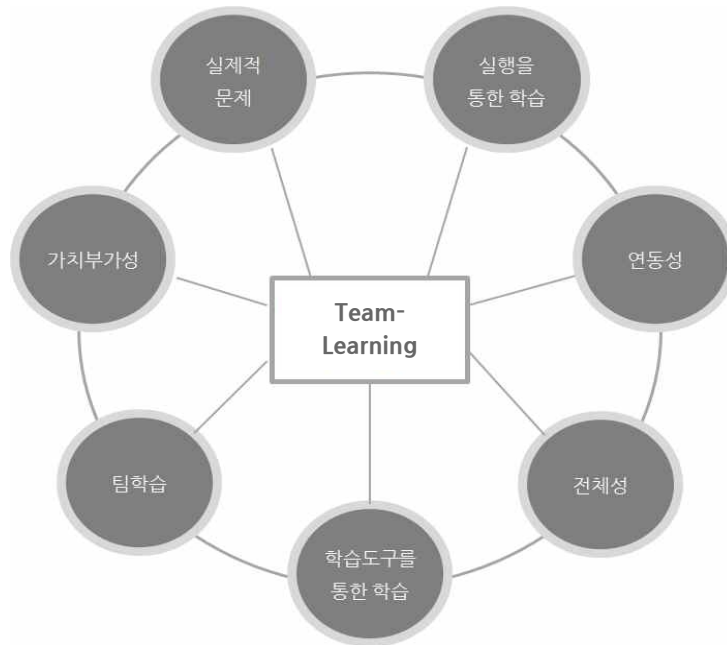 실제적
문제
실행을
통한 학습
가치부가성
연동성
Team-
Learning
팀학습
전체성
학습도구를
통한 학습